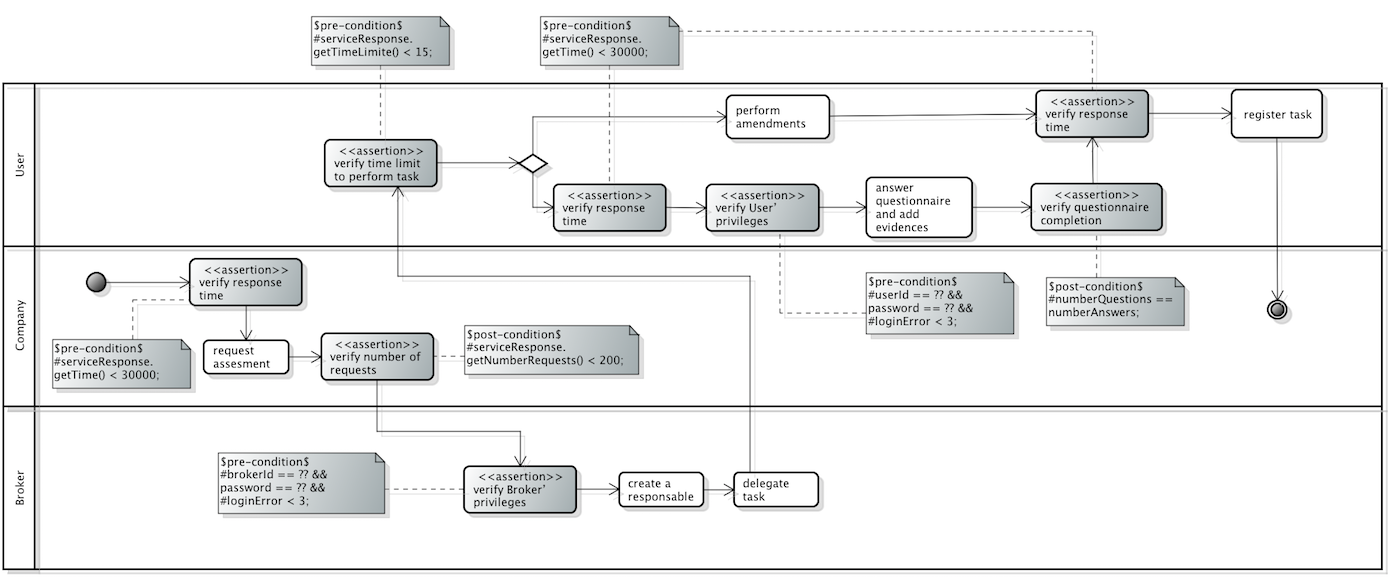 $pre-condition$
#serviceResponse.
getTimeLimite() < 15;
$pre-condition$
#serviceResponse.
getTime() < 30000;
User
<<assertion>>
verify time limit
to perform task
perform
amendments
<<assertion>>
verify response
time
register task
<<assertion>>
verify response
time
<<assertion>>
verify User'
privileges
answer
questionnaire
and add
evidences
<<assertion>>
verify questionnaire
completion
Company
<<assertion>>
verify response
time
$pre-condition$
#serviceResponse.
getTime() < 30000;
request
assesment
<<assertion>>
verify number of
requests
$post-condition$
#serviceResponse.
getNumberRequests() < 200;
$pre-condition$
#userId == ?? &&
password == ?? &&
#loginError < 3;
$post-condition$
#numberQuestions ==
numberAnswers;
Broker
$pre-condition$
#brokerId == ?? &&
password == ?? &&
#loginError < 3;
<<assertion>>
verify Broker'
privileges
create a
responsable
delegate
task